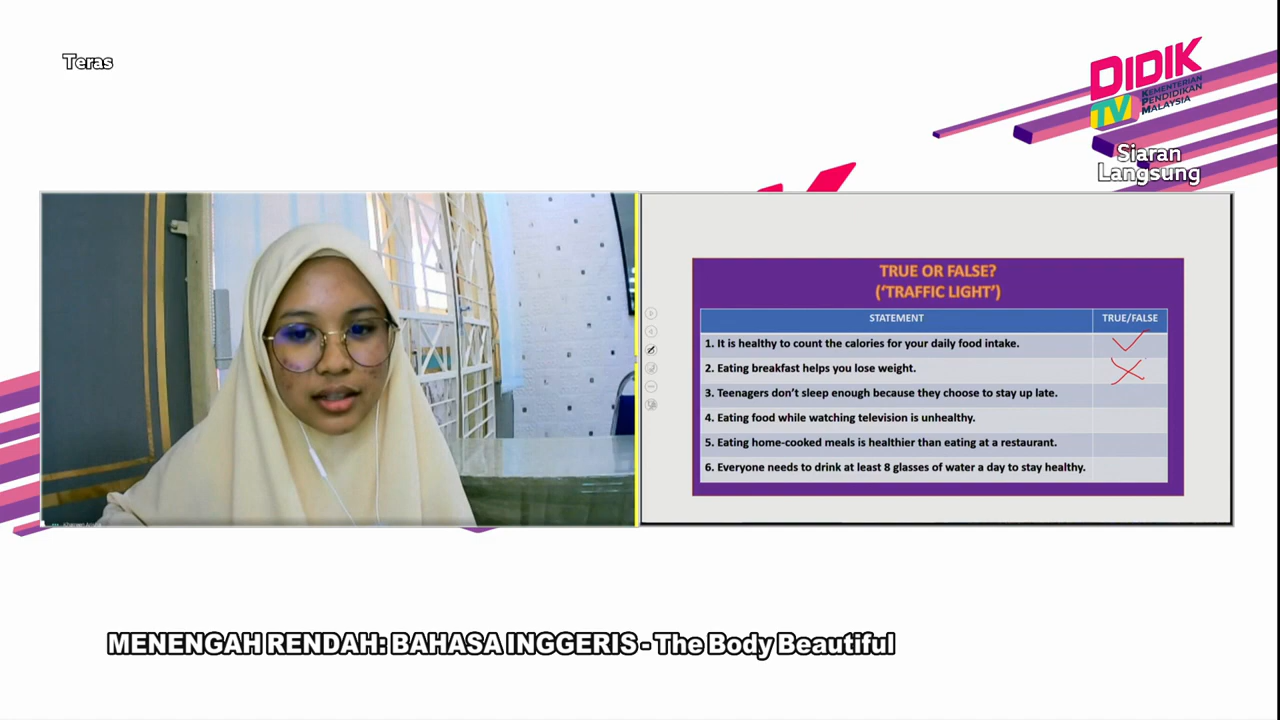 Teras
DIDIK
TV
KEMENTERIAN
PENDIDIKAN
MALAYSIA
Siaran
Langsung
TRUE OR FALSE?
('TRAFFIC LIGHT')
STATEMENT TRUE/FALSE
1. It is healthy to count the calories for your daily food intake.
2. Eating breakfast helps you lose weight.
3. Teenagers don't sleep enough because they choose to stay up late.
4. Eating food while watching television is unhealthy.
5. Eating home-cooked meals is healthier than eating at a restaurant.
6. Everyone needs to drink at least 8 glasses of water a day to stay healthy.
MENENGAH RENDAH: BAHASA INGGERIS - The Body Beautiful